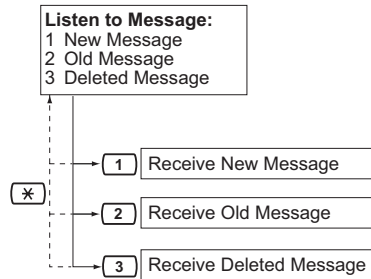 Listen to Message:
1 New Message
2 Old Message
3 Deleted Message
1 Receive New Message
* 2 Receive Old Message
3 Receive Deleted Message